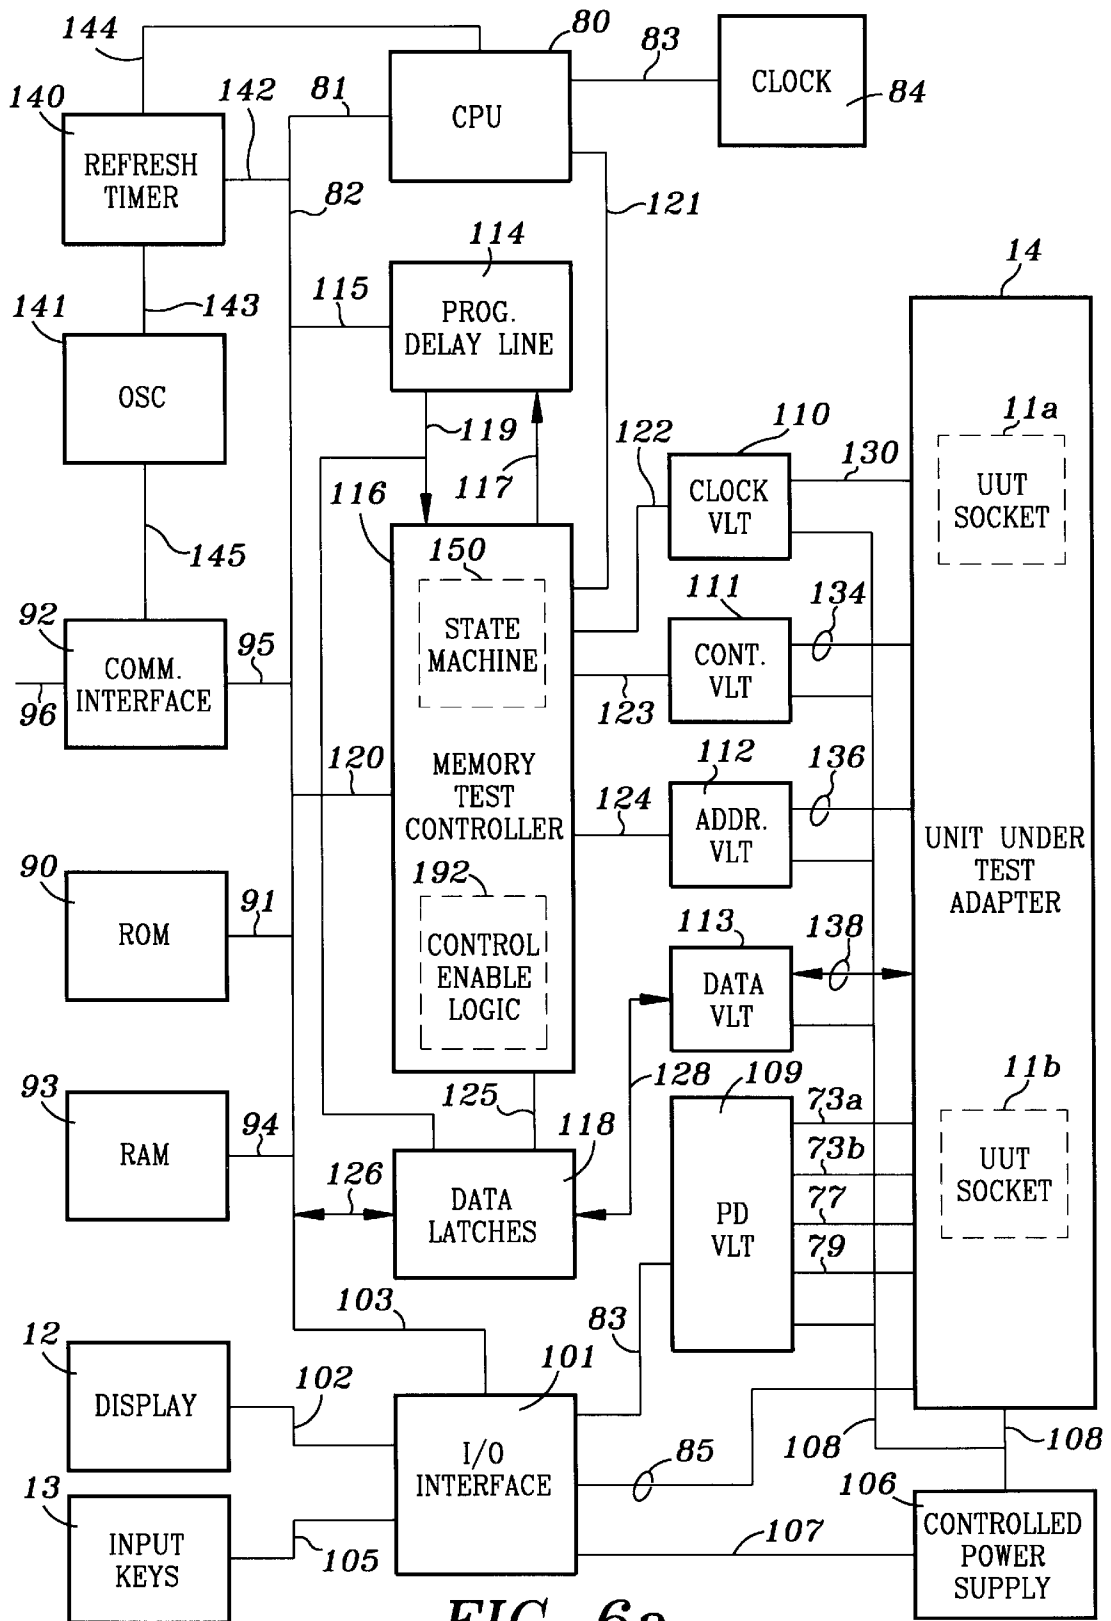 144
80
83
CLOCK
84
140
142
81
CPU
REFRESH
TIMER
82
121
114
14
143
115
PROG.
DELAY LINE
141
OSC
119
117
122
110
130
11a
UUT
SOCKET
CLOCK
VLT
116
150
STATE
MACHINE
145
111
134
CONT.
VLT
123
92
COMM.
INTERFACE
95
96
120
MEMORY
TEST
CONTROLLER
112
136
124
ADDR.
VLT
UNIT UNDER
TEST
ADAPTER
90
ROM
91
192
CONTROL
ENABLE
LOGIC
113
138
DATA
VLT
128
109
125
73a
11b
93
RAM
94
118
73b
UUT
SOCKET
126
DATA
LATCHES
PD
VLT
77
79
103
83
12
DISPLAY
102
101
I/O
INTERFACE
85
108
108
106
13
INPUT
KEYS
105
107
CONTROLLED
POWER
SUPPLY
FIG. 6a